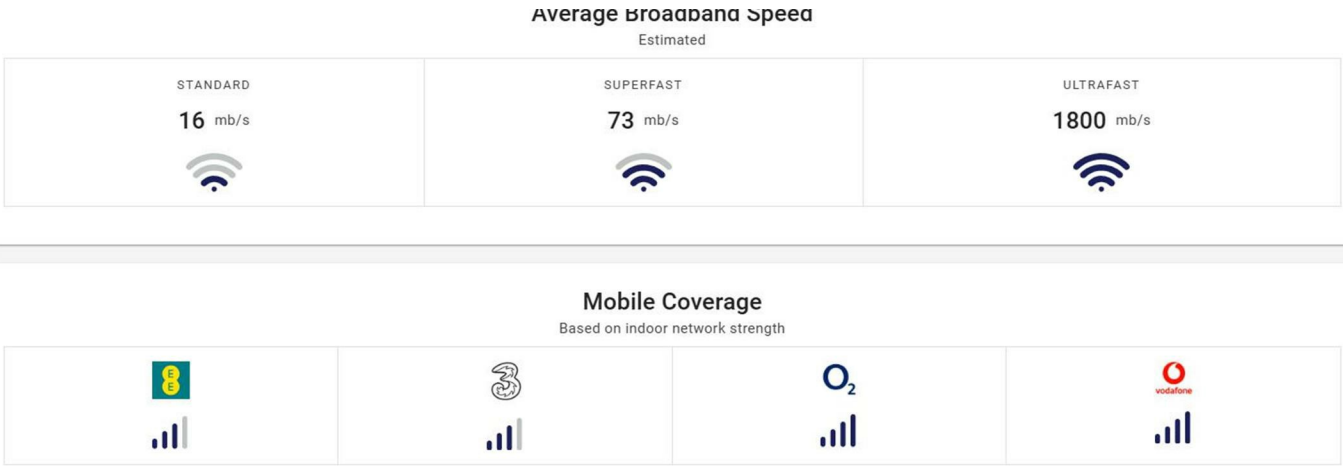 Average Broadband Speed
Estimated
STANDARD
SUPERFAST
ULTRAFAST
16 mb/s
73 mb/s
1800 mb/s
Mobile Coverage
Based on indoor network strength
EE
3
O2
vodafone